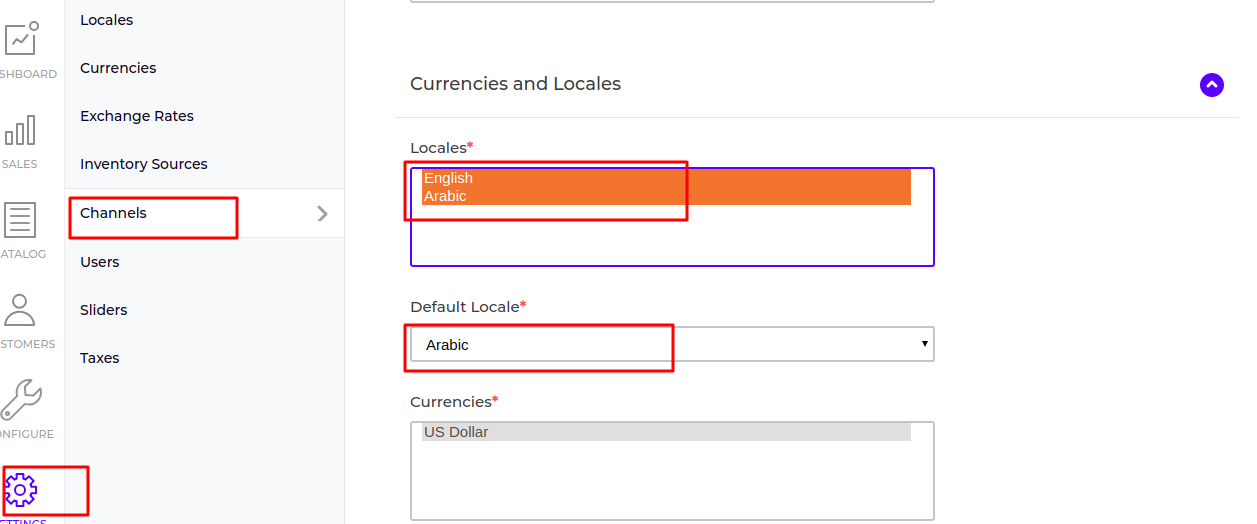 SHBOARD
SALES
ATALOG
STOMERS
ONFIGURE
ETTINGS
Locales
Currencies
Exchange Rates
Inventory Sources
Channels
Users
Sliders
Taxes
Currencies and Locales
Locales*
English
Arabic
Default Locale*
Arabic
Currencies*
US Dollar